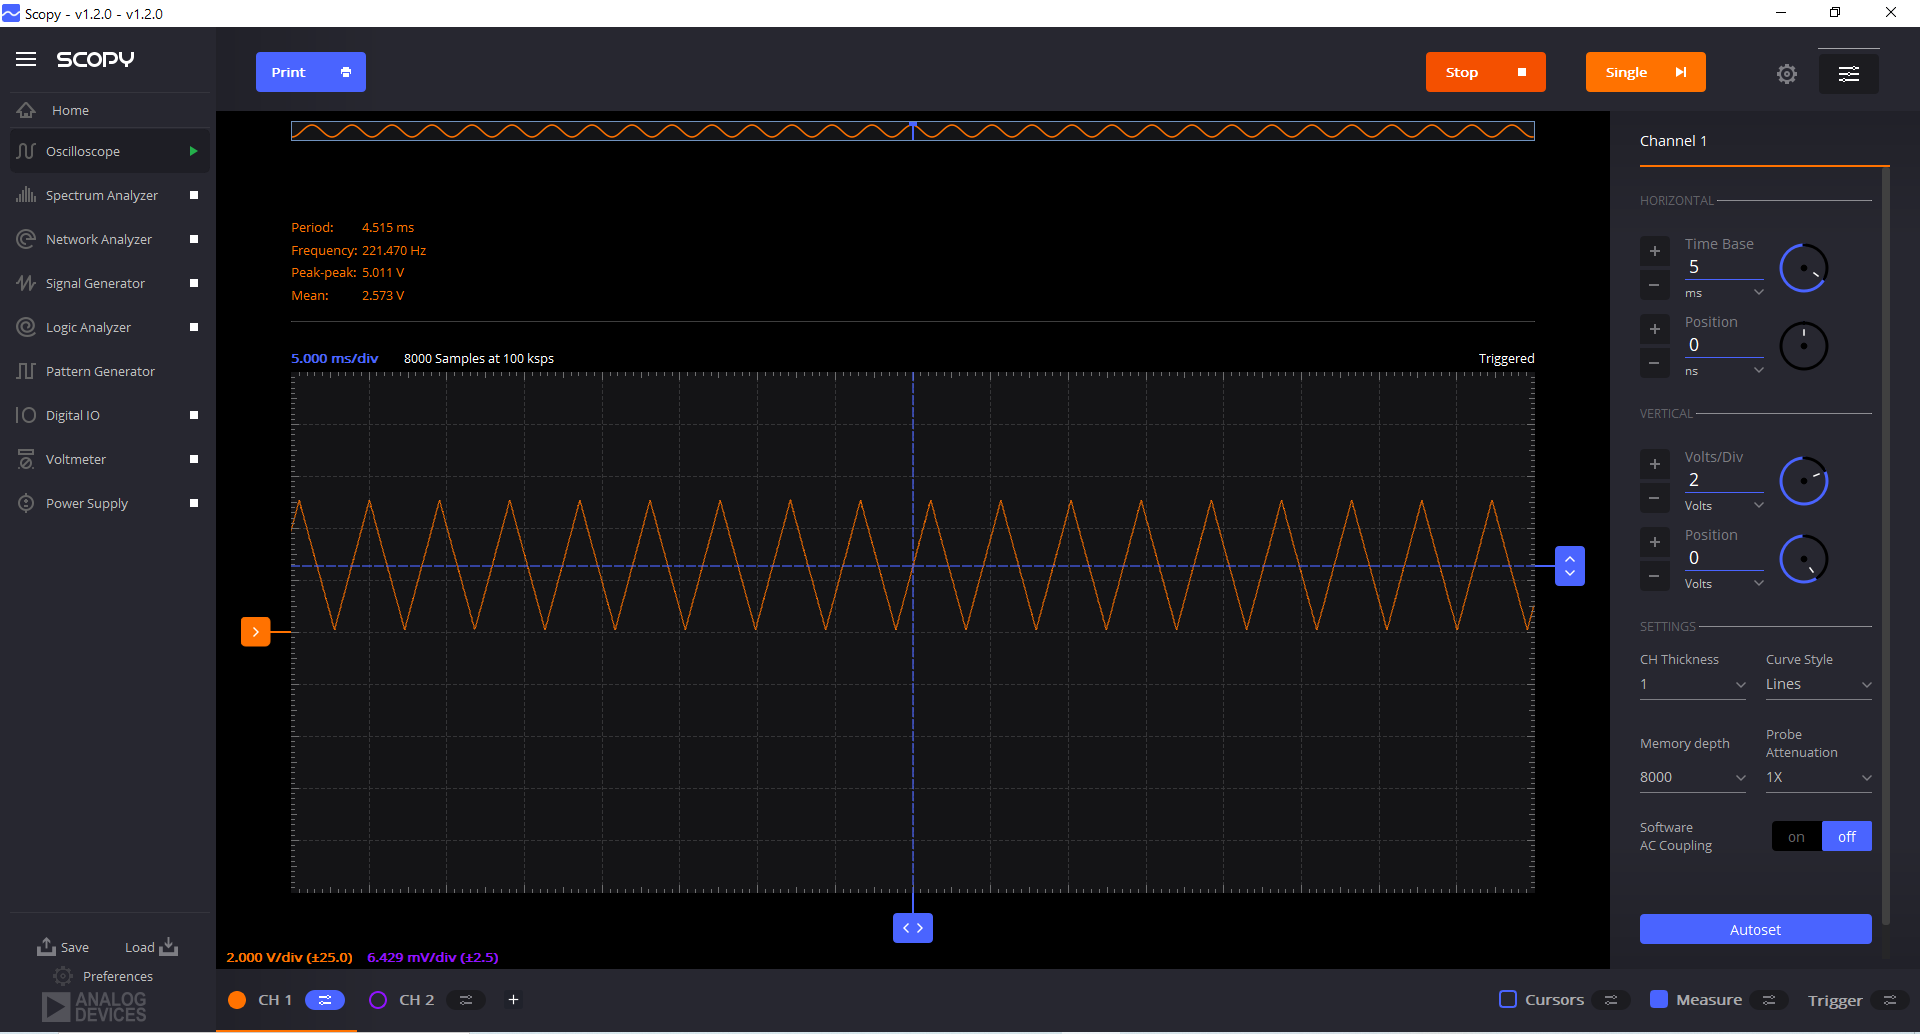 Scopy - v1.2.0 - v1.2.0
SCOPY
Print
Stop
Single
Home
Oscilloscope
Spectrum Analyzer
Network Analyzer
Signal Generator
Logic Analyzer
Pattern Generator
Digital IO
Voltmeter
Power Supply
Save
Load
Preferences
ANALOG
DEVICES
Period: 4.515 ms
Frequency: 221.470 Hz
Peak-peak: 5.011 V
Mean: 2.573 V
5.000 ms/div 8000 Samples at 100 ksps Triggered
2.000 V/div (±25.0) 6.429 mV/div (±2.5)
CH 1 CH 2 +
Cursors Measure Trigger
Channel 1
HORIZONTAL
Time Base
5
ms
Position
0
ns
VERTICAL
Volts/Div
2
Volts
Position
0
Volts
SETTINGS
CH Thickness
1
Curve Style
Lines
Memory depth
8000
Probe
Attenuation
1X
Software
AC Coupling
on off
Autoset